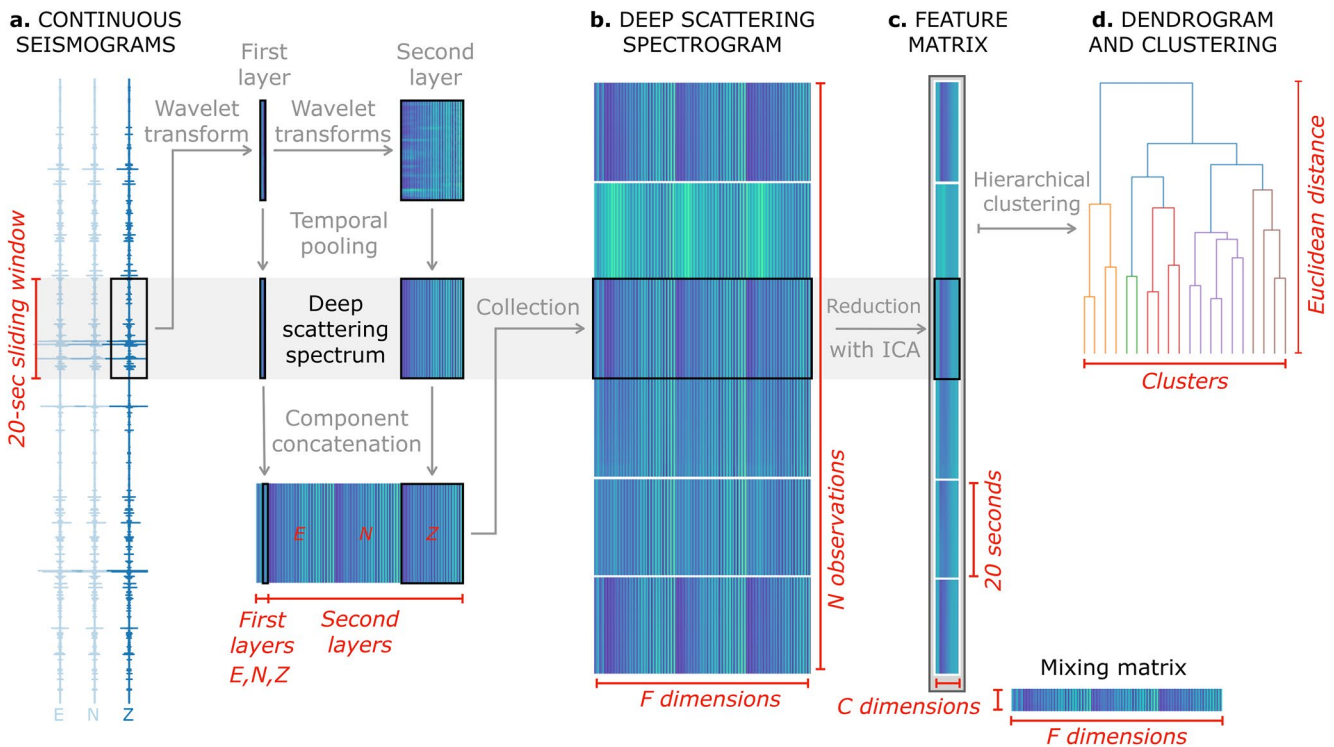 a. CONTINUOUS
SEISMOGRAMS
First
layer
Second
layer
Wavelet
transform
Wavelet
transforms
Temporal
pooling
20-sec sliding window
Deep
scattering
spectrum
Component
concatenation
E
N
Z
First
layers
E,N,Z
Second
layers
E
N
Z
Collection
b. DEEP SCATTERING
SPECTROGRAM
N observations
F dimensions
Reduction
with ICA
c. FEATURE
MATRIX
20 seconds
C dimensions
Mixing matrix
F dimensions
Hierarchical
clustering
d. DENDROGRAM
AND CLUSTERING
Euclidean distance
Clusters